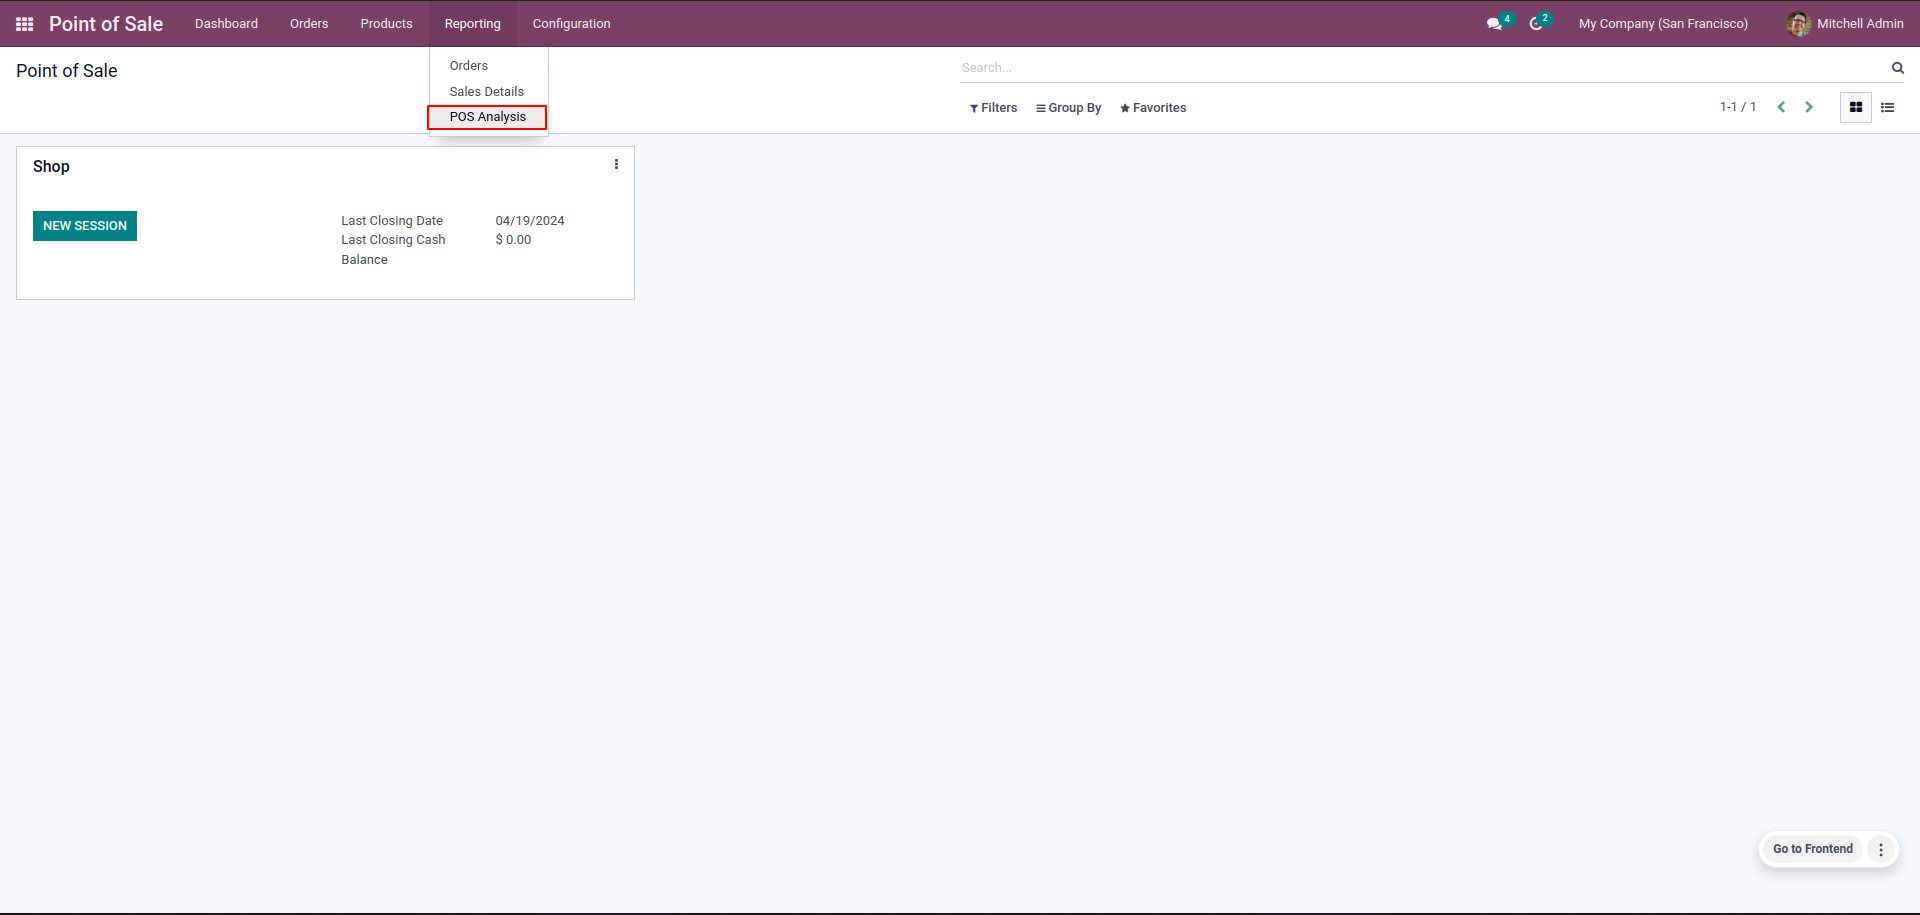 Point of Sale Dashboard Orders Products Reporting Configuration 4 2 My Company (San Francisco) Mitchell Admin
Point of Sale
Search...
Orders
Sales Details
POS Analysis
Filters Group By Favorites 1-1 / 1
Shop
NEW SESSION
Last Closing Date 04/19/2024
Last Closing Cash $ 0.00
Balance
Go to Frontend